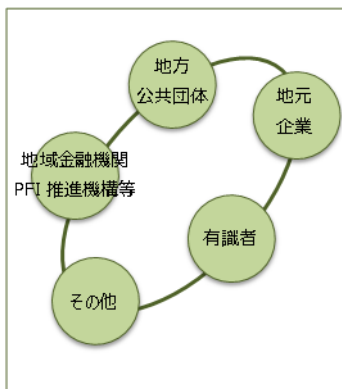 地方
公共団体
地元
企業
地域金融機関
PFI 推進機構等
有識者
その他